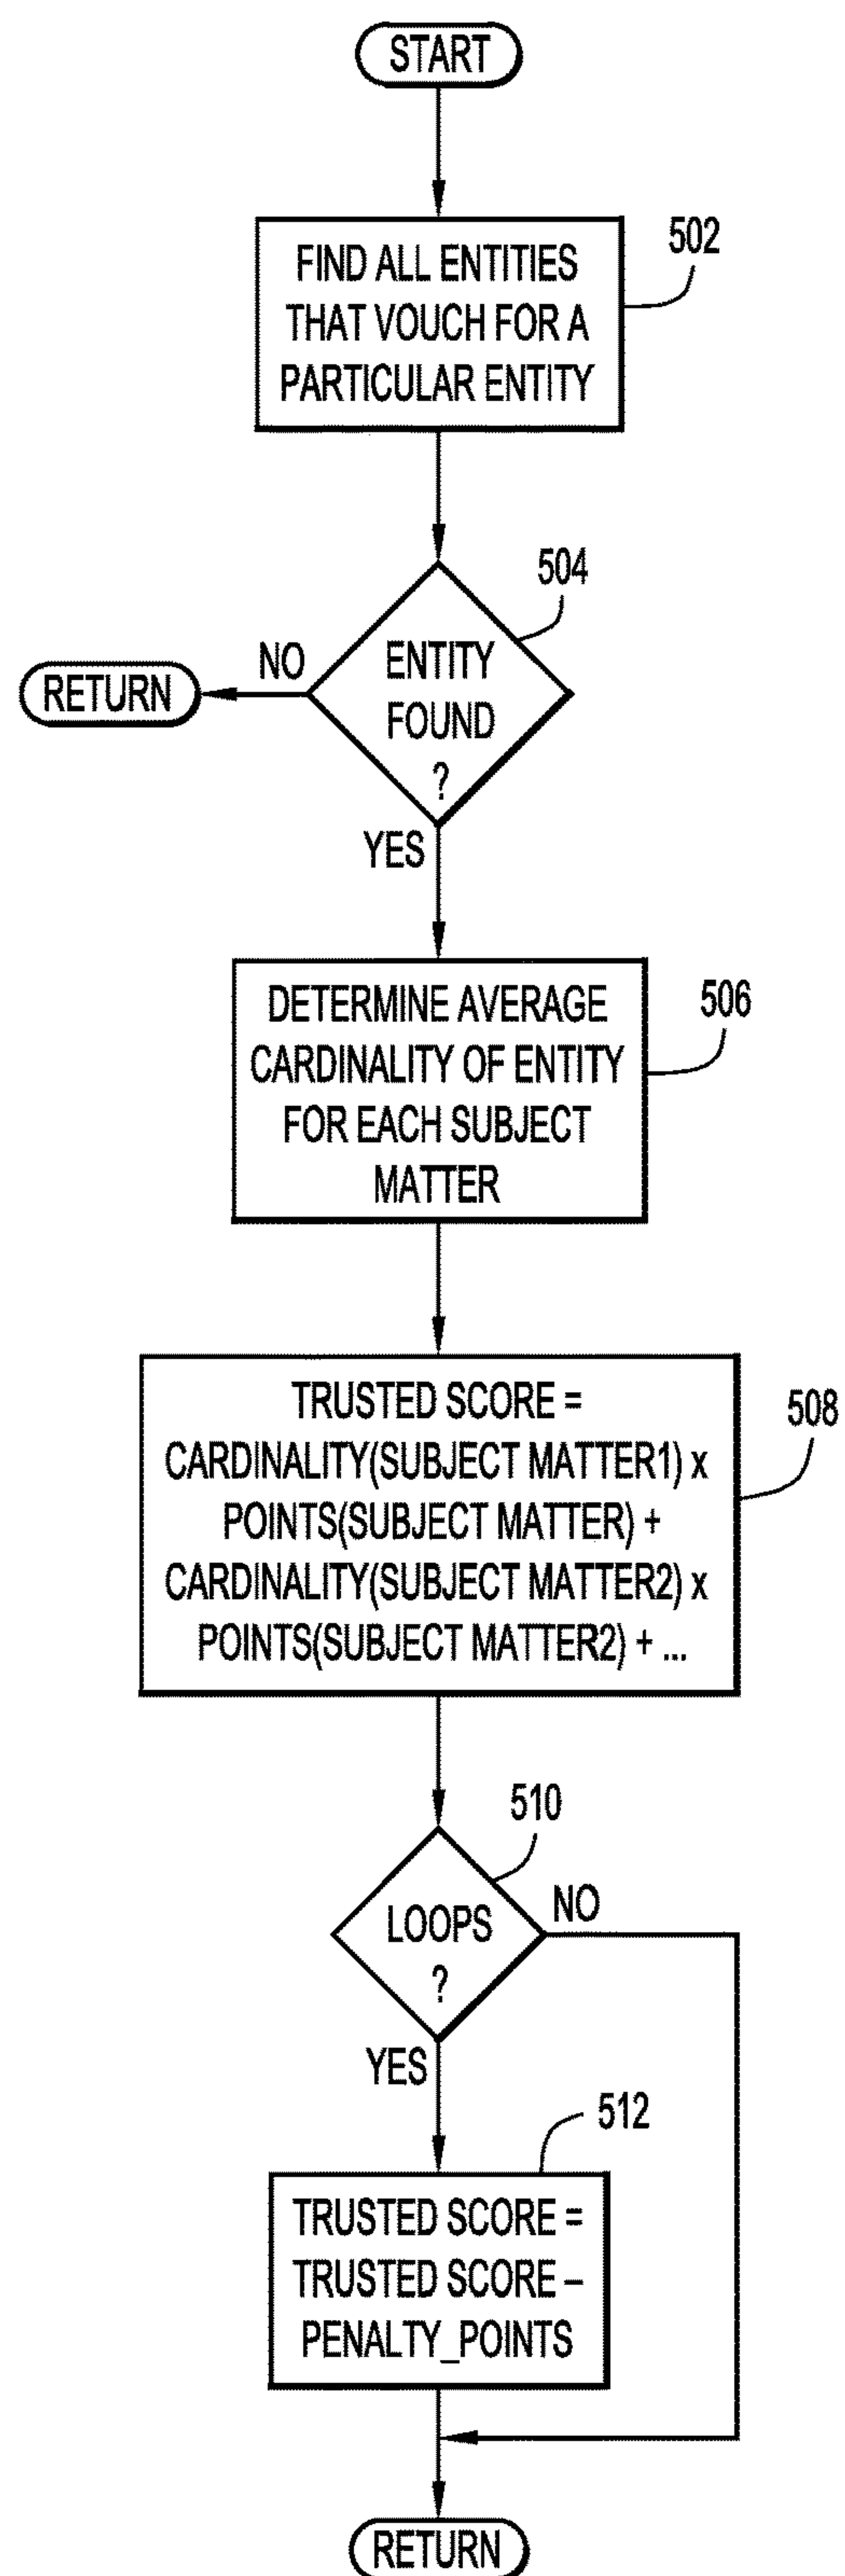 START
FIND ALL ENTITIES
THAT VOUCH FOR A
PARTICULAR ENTITY
502
504
ENTITY
FOUND
?
NO
RETURN
YES
DETERMINE AVERAGE
CARDINALITY OF ENTITY
FOR EACH SUBJECT
MATTER
506
TRUSTED SCORE =
CARDINALITY(SUBJECT MATTER1) x
POINTS(SUBJECT MATTER) +
CARDINALITY(SUBJECT MATTER2) x
POINTS(SUBJECT MATTER2) + ...
508
510
LOOPS
?
NO
YES
512
TRUSTED SCORE =
TRUSTED SCORE –
PENALTY_POINTS
RETURN